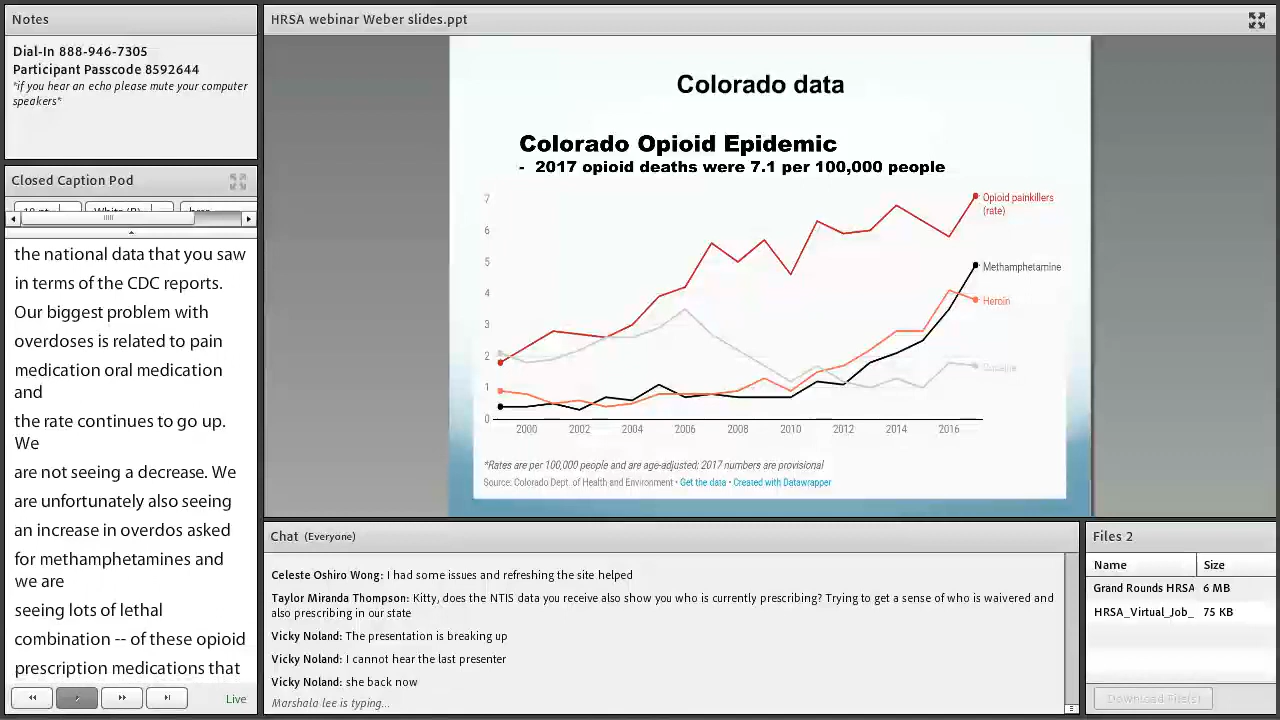 Notes
Dial-In 888-946-7305
Participant Passcode 8592644
*if you hear an echo please mute your computer
speakers*
Closed Caption Pod
the national data that you saw
in terms of the CDC reports.
Our biggest problem with
overdoses is related to pain
medication oral medication
and
the rate continues to go up.
We
are not seeing a decrease. We
are unfortunately also seeing
an increase in overdos asked
for methamphetamines and
we are
seeing lots of lethal
combination -- of these opioid
prescription medications that
Live
HRSA webinar Weber slides.ppt
Colorado data
Colorado Opioid Epidemic
- 2017 opioid deaths were 7.1 per 100,000 people
7
6
5
4
3
2
1
0
Opioid painkillers
(rate)
Methamphetamine
Heroin
Cocaine
2000 2002 2004 2006 2008 2010 2012 2014 2016
*Rates are per 100,000 people and are age-adjusted; 2017 numbers are provisional
Source: Colorado Dept. of Health and Environment • Get the data • Created with Datawrapper
Chat (Everyone)
Celeste Oshiro Wong: I had some issues and refreshing the site helped
Taylor Miranda Thompson: Kitty, does the NTIS data you receive also show you who is currently prescribing? Trying to get a sense of who is waivered and
also prescribing in our state
Vicky Noland: The presentation is breaking up
Vicky Noland: I cannot hear the last presenter
Vicky Noland: she back now
Marshala lee is typing...
Files 2
Name Size
Grand Rounds HRSA 6 MB
HRSA_Virtual_Job_ 75 KB
Download File(s)